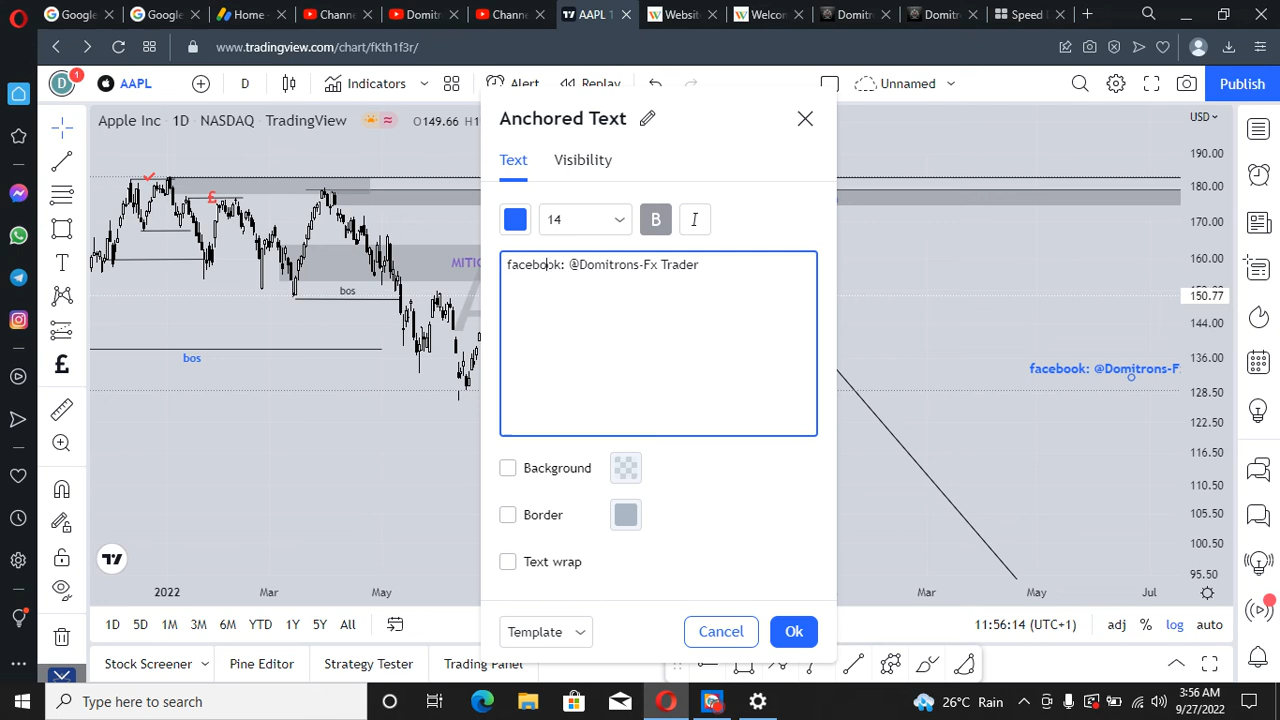 Google
Google
Home -
Channe
Domitr
Channe
AAPL 1
Websit
Welcon
Domitr
Domitr
Speed D
www.tradingview.com/chart/fKth1f3r/
D
1
AAPL
D
Indicators
Alert
Replay
Unnamed
Publish
Apple Inc
1D
NASDAQ
TradingView
O149.66
USD
Anchored Text
Text
Visibility
14
B
I
facebook: @Domitrons-Fx Trader
Background
Border
Text wrap
Template
Cancel
Ok
£
MITIG
bos
bos
facebook: @Domitrons-F
190.00
180.00
170.00
160.00
150.77
144.00
136.00
128.50
122.50
116.50
110.50
105.50
100.50
95.50
2022
Mar
May
Mar
May
Jul
1D
5D
1M
3M
6M
YTD
1Y
5Y
All
11:56:14 (UTC+1)
adj
%
log
auto
Stock Screener
Pine Editor
Strategy Tester
Trading Panel
Type here to search
26°C Rain
3:56 AM
9/27/2022